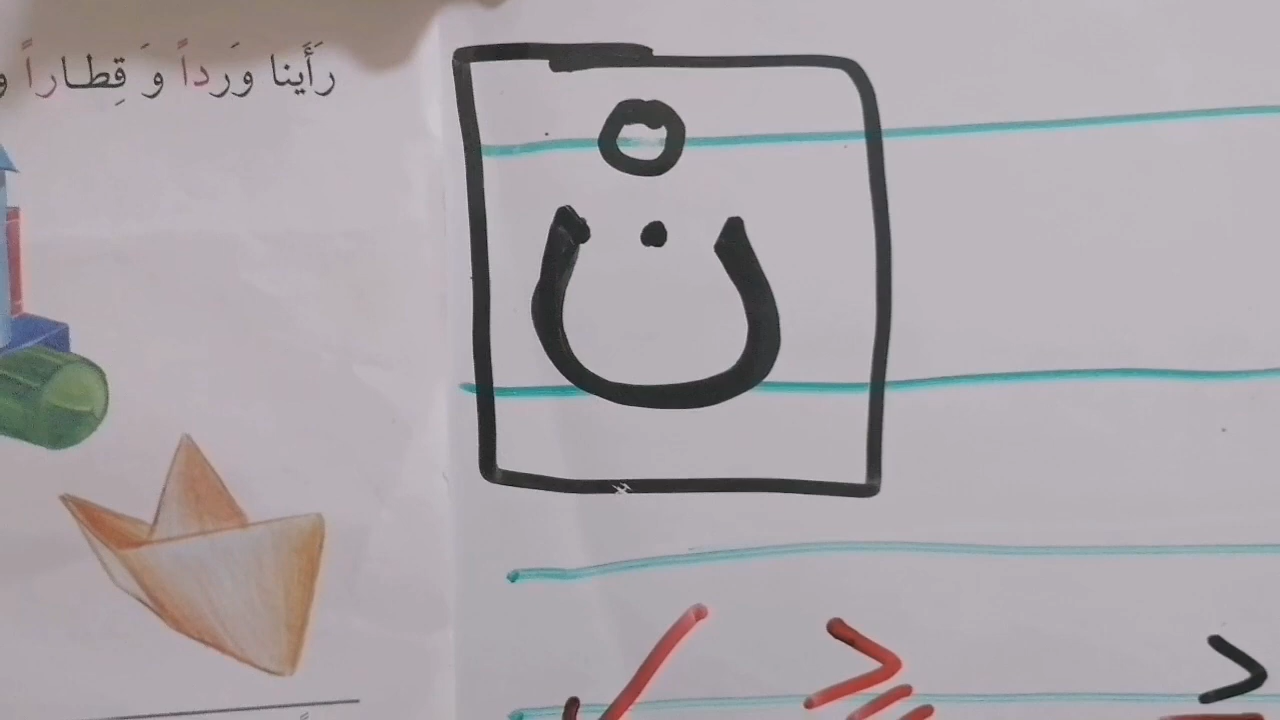 رَأَينا وَرداً وَ قِطاراً و
نْ